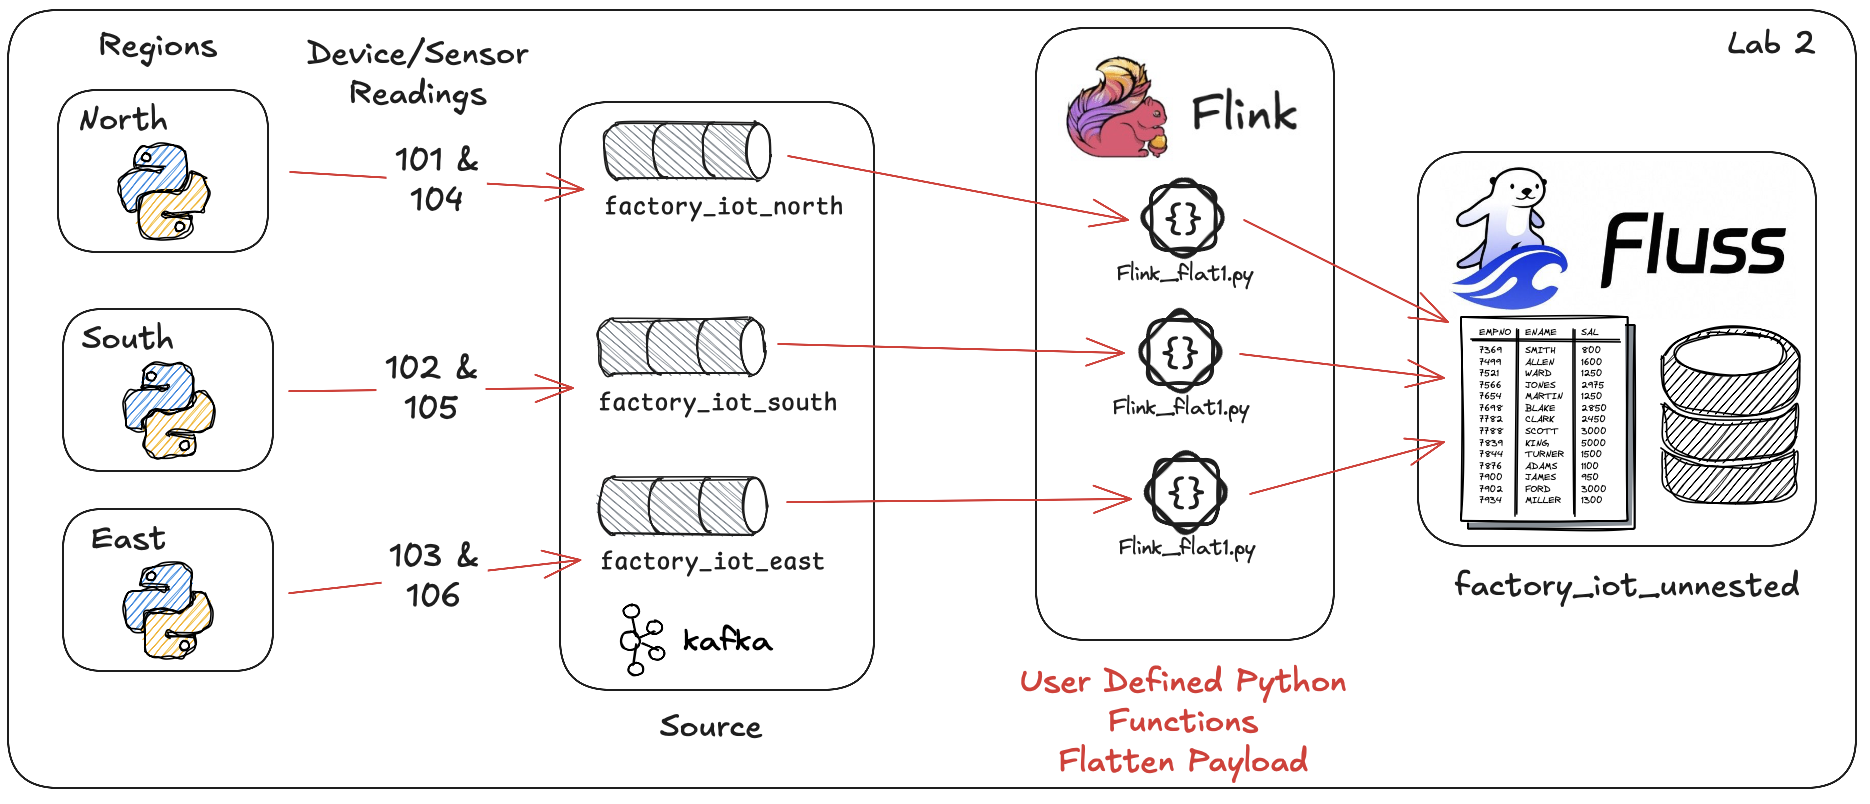 Regions
Device/Sensor
Readings
Lab 2
North
101 &
104
factory_iot_north
South
102 &
105
factory_iot_south
East
103 &
106
factory_iot_east
kafka
Source
Flink
Flink_flat1.py
Flink_flat1.py
Flink_flat1.py
User Defined Python
Functions
Flatten Payload
Fluss
EMPNO ENAME SAL
7369 SMITH 800
7499 ALLEN 1600
7521 WARD 1250
7566 JONES 2975
7654 MARTIN 1250
7698 BLAKE 2850
7782 CLARK 2450
7788 SCOTT 3000
7839 KING 5000
7844 TURNER 1500
7876 ADAMS 1100
7900 JAMES 950
7902 FORD 3000
7934 MILLER 1300
factory_iot_unnested